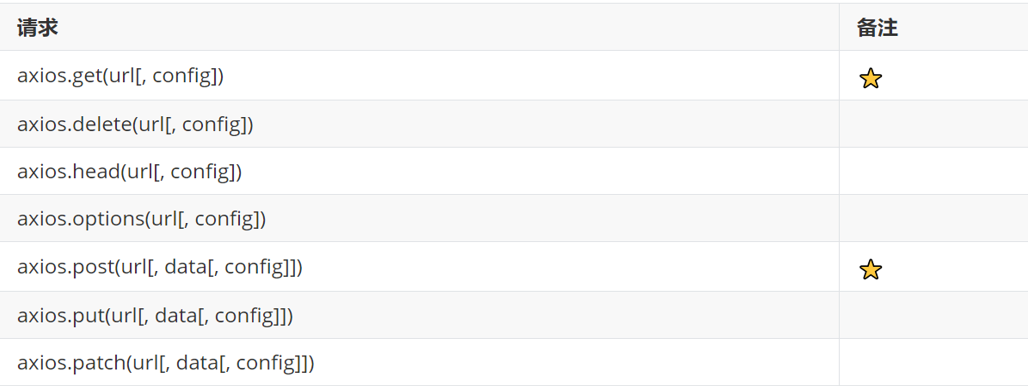 请求 备注
axios.get(url[, config]) ⭐
axios.delete(url[, config])
axios.head(url[, config])
axios.options(url[, config])
axios.post(url[, data[, config]]) ⭐
axios.put(url[, data[, config]])
axios.patch(url[, data[, config]])